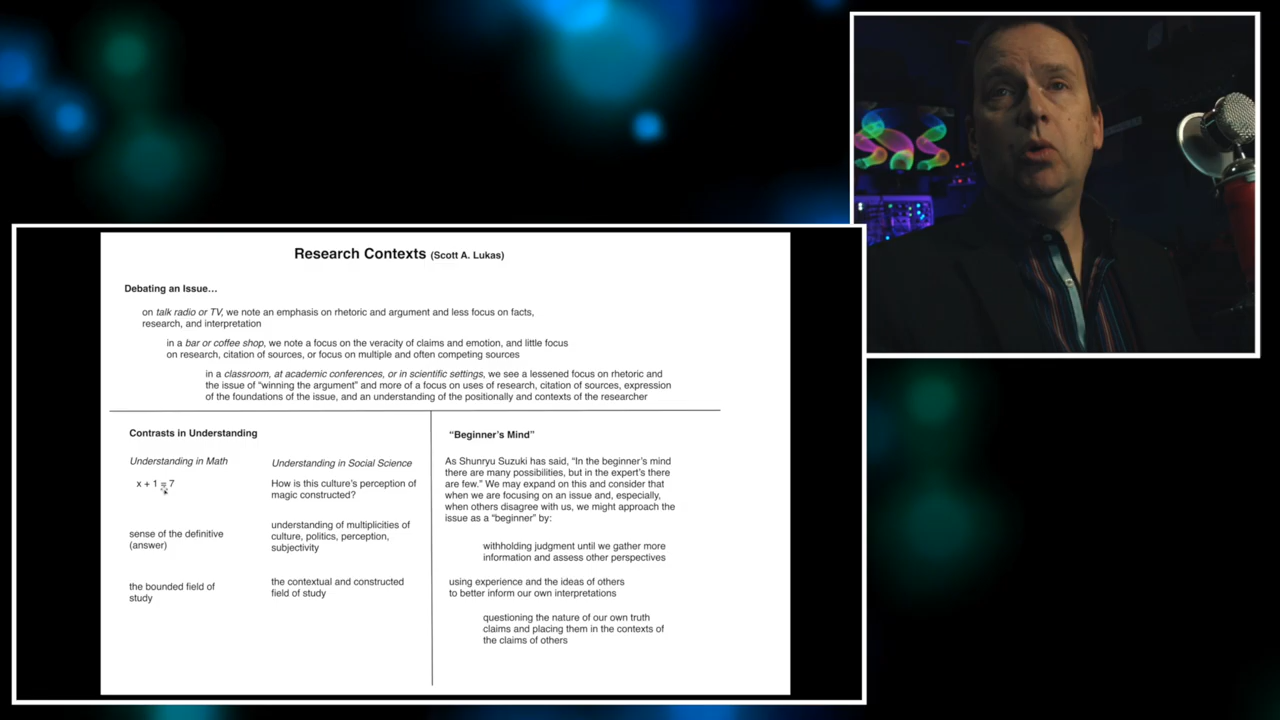 Research Contexts (Scott A. Lukas)
Debating an Issue…
on talk radio or TV, we note an emphasis on rhetoric and argument and less focus on facts,
research, and interpretation
in a bar or coffee shop, we note a focus on the veracity of claims and emotion, and little focus
on research, citation of sources, or focus on multiple and often competing sources
in a classroom, at academic conferences, or in scientific settings, we see a lessened focus on rhetoric and
the issue of “winning the argument” and more of a focus on uses of research, citation of sources, expression
of the foundations of the issue, and an understanding of the positionally and contexts of the researcher
Contrasts in Understanding
Understanding in Math
x + 1 = 7
sense of the definitive
(answer)
the bounded field of
study
Understanding in Social Science
How is this culture’s perception of
magic constructed?
understanding of multiplicities of
culture, politics, perception,
subjectivity
the contextual and constructed
field of study
“Beginner’s Mind”
As Shunryu Suzuki has said, “In the beginner’s mind
there are many possibilities, but in the expert’s there
are few.” We may expand on this and consider that
when we are focusing on an issue and, especially,
when others disagree with us, we might approach the
issue as a “beginner” by:
withholding judgment until we gather more
information and assess other perspectives
using experience and the ideas of others
to better inform our own interpretations
questioning the nature of our own truth
claims and placing them in the contexts of
the claims of others